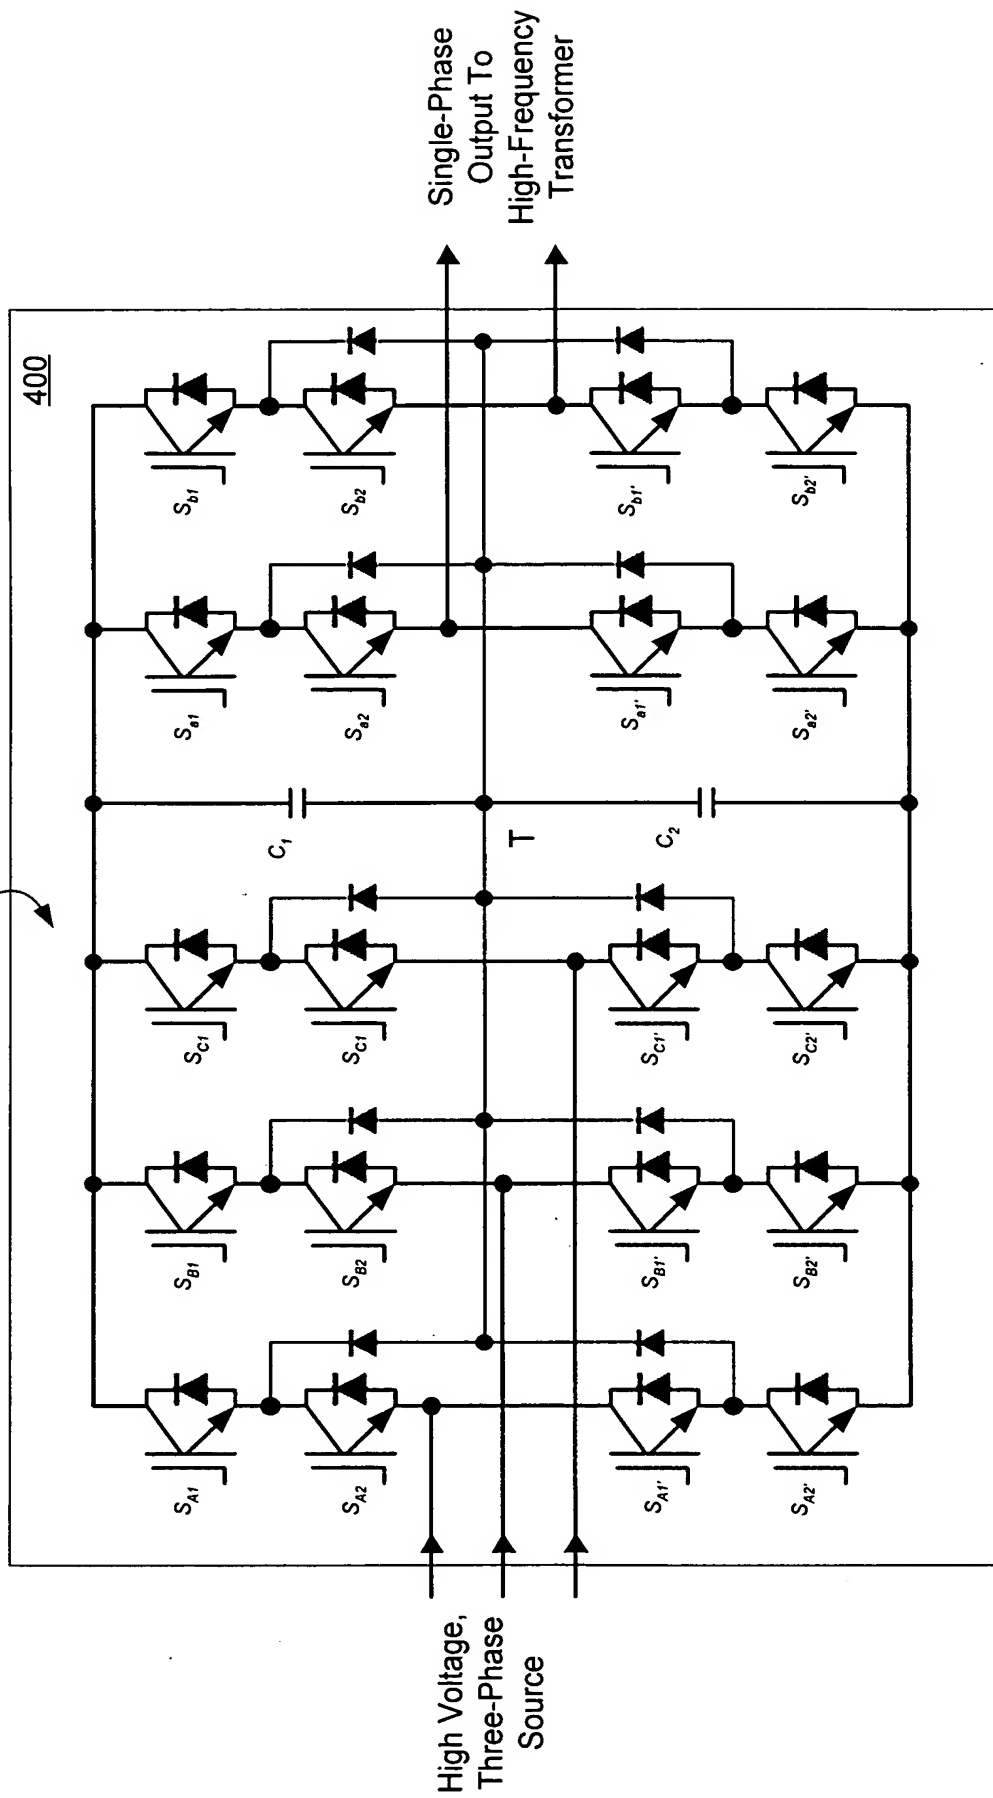 400
High Voltage,
Three-Phase
Source
Single-Phase
Output To
High-Frequency
Transformer
S_A1
S_B1
S_C1
C_1
S_a1
S_b1
S_A2
S_B2
S_C1
S_a2
S_b2
T
S_A1'
S_B1'
S_C1'
C_2
S_a1'
S_b1'
S_A2'
S_B2'
S_C2'
S_a2'
S_b2'